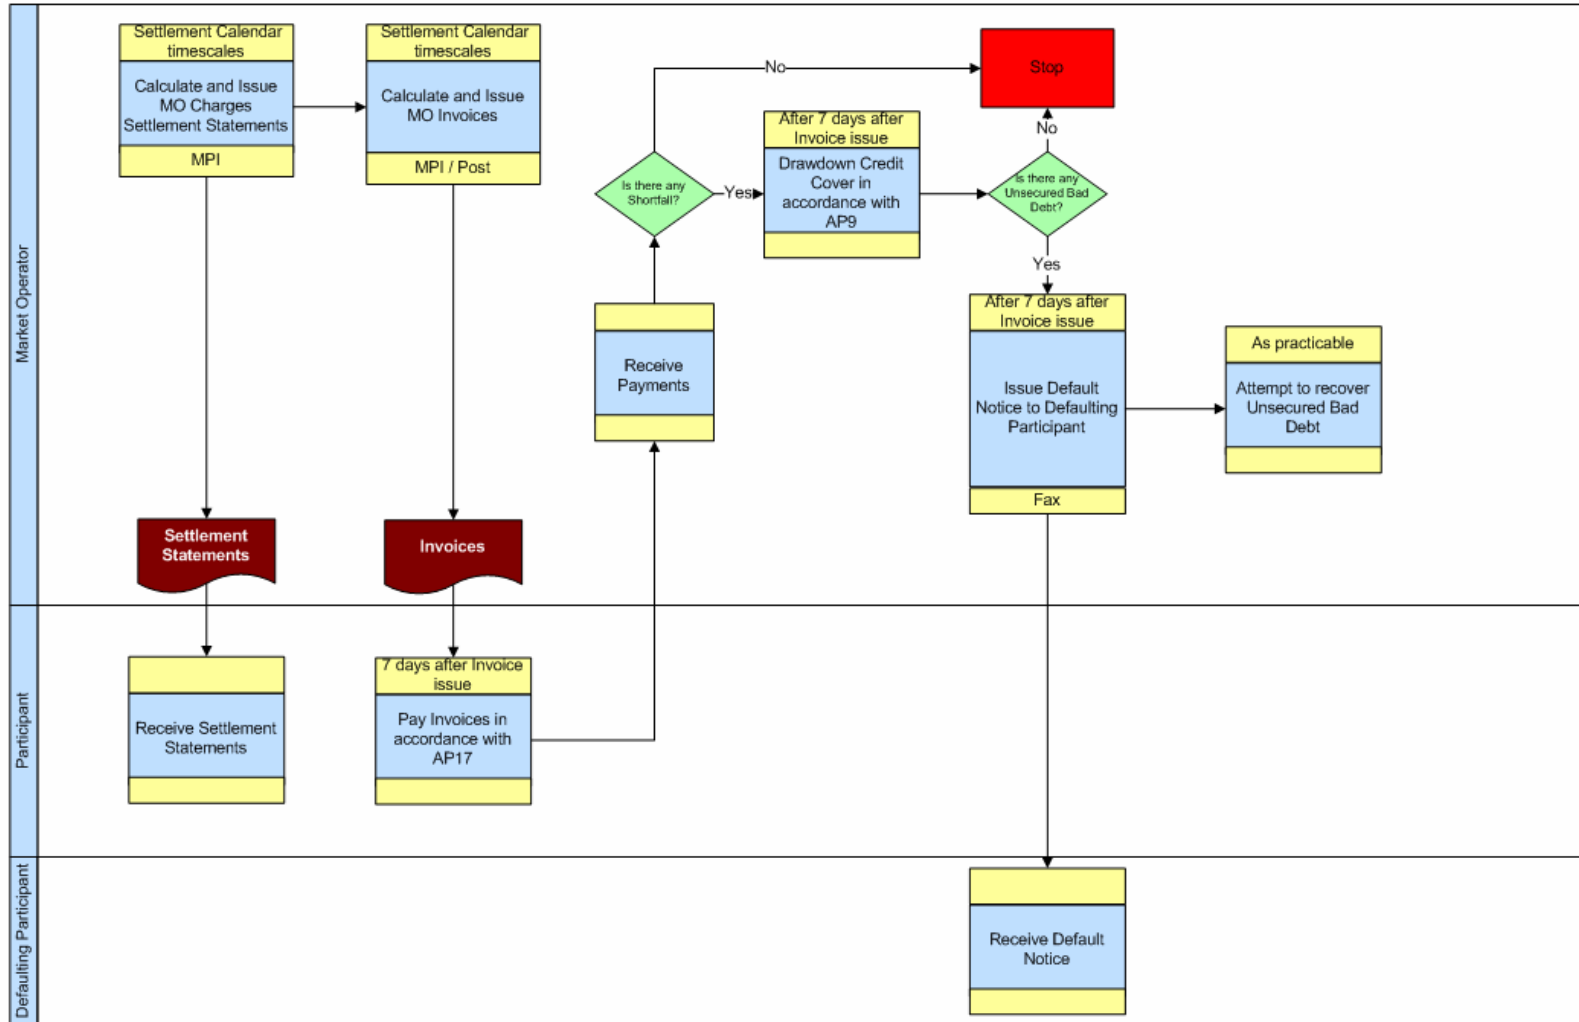 Market Operator
Settlement Calendar
timescales
Calculate and Issue
MO Charges
Settlement Statements
MPI
Settlement Calendar
timescales
Calculate and Issue
MO Invoices
MPI / Post
Settlement
Statements
Invoices
Receive
Payments
Is there any
Shortfall?
No
Yes
After 7 days after
Invoice issue
Drawdown Credit
Cover in
accordance with
AP9
Stop
No
Is there any
Unsecured Bad
Debt?
Yes
After 7 days after
Invoice issue
Issue Default
Notice to Defaulting
Participant
Fax
As practicable
Attempt to recover
Unsecured Bad
Debt
Participant
Receive Settlement
Statements
7 days after Invoice
issue
Pay Invoices in
accordance with
AP17
Defaulting Participant
Receive Default
Notice